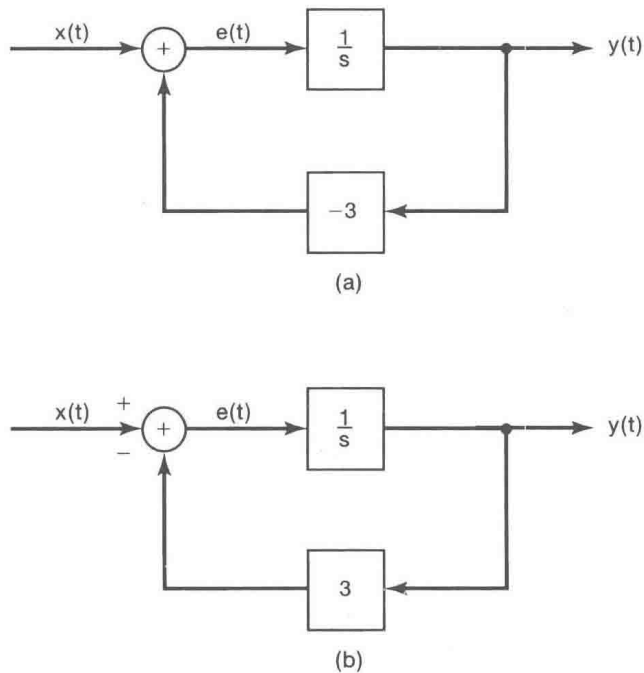 x(t) + e(t) 1/s y(t)
−3
(a)
x(t) + − + e(t) 1/s y(t)
3
(b)